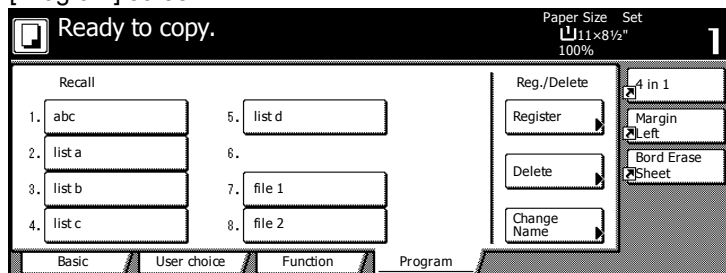 Ready to copy.
Paper Size Set
11×8½"
100%
1
Recall
Reg./Delete
1. abc
2. list a
3. list b
4. list c
5. list d
6.
7. file 1
8. file 2
Register
Delete
Change
Name
4 in 1
Margin
Left
Bord Erase
Sheet
Basic
User choice
Function
Program